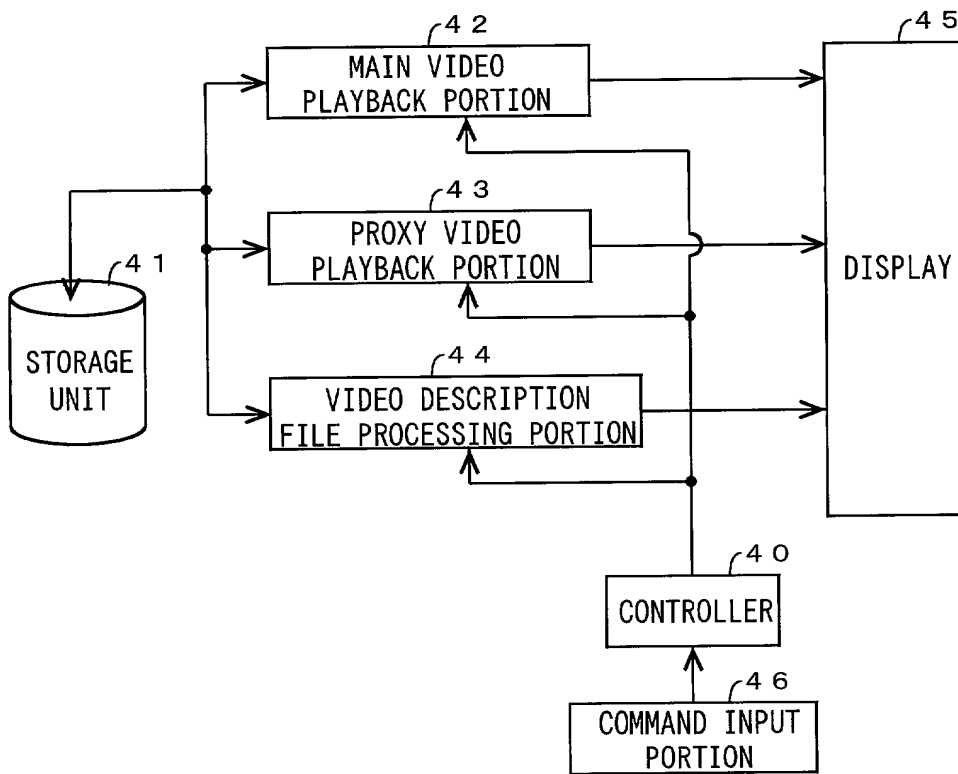 42
MAIN VIDEO
PLAYBACK PORTION
45
DISPLAY
43
PROXY VIDEO
PLAYBACK PORTION
41
STORAGE
UNIT
44
VIDEO DESCRIPTION
FILE PROCESSING PORTION
40
CONTROLLER
46
COMMAND INPUT
PORTION